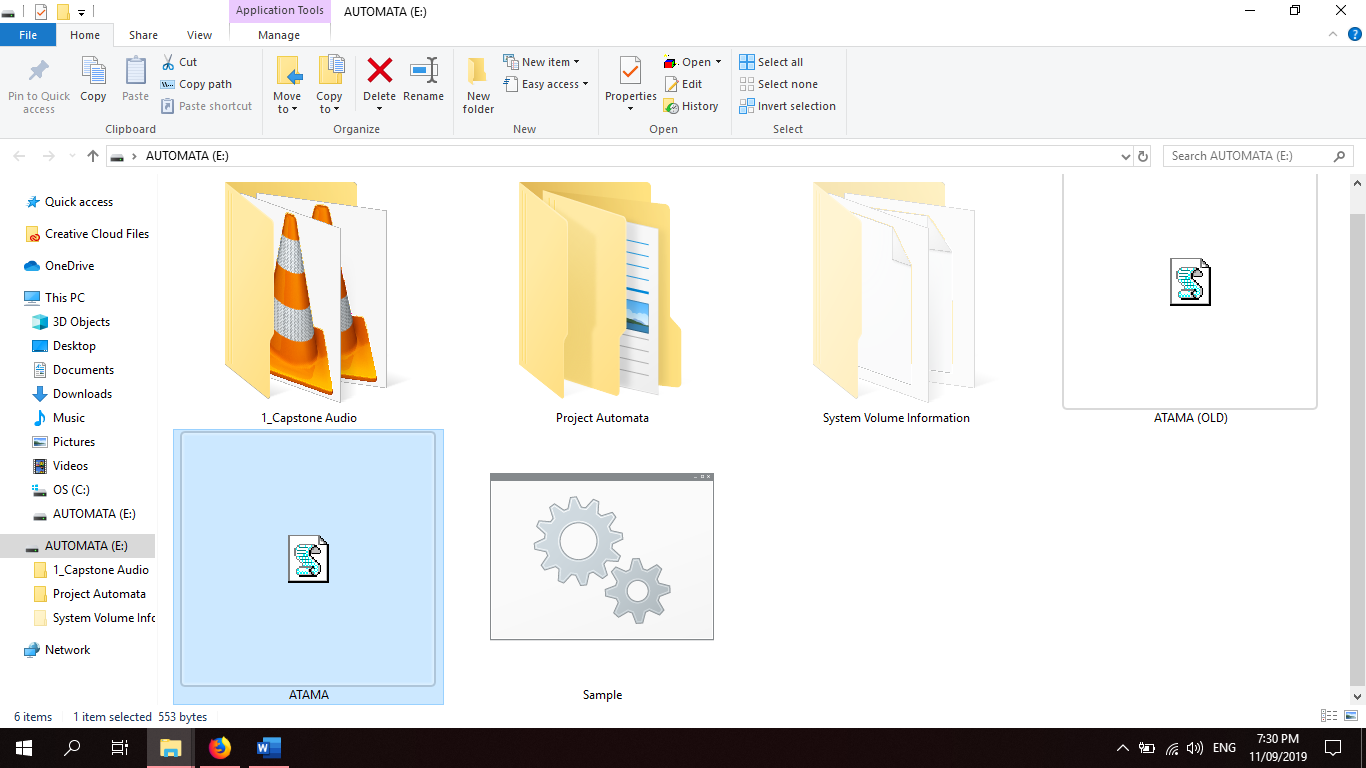 Application Tools
AUTOMATA (E:)
File
Home
Share
View
Manage
Pin to Quick
access
Copy
Paste
Cut
Copy path
Paste shortcut
Clipboard
Move
to
Copy
to
Delete
Rename
Organize
New
folder
New item
Easy access
New
Properties
Open
Edit
History
Open
Select all
Select none
Invert selection
Select
AUTOMATA (E:)
Search AUTOMATA (E:)
Quick access
Creative Cloud Files
OneDrive
This PC
3D Objects
Desktop
Documents
Downloads
Music
Pictures
Videos
OS (C:)
AUTOMATA (E:)
AUTOMATA (E:)
1_Capstone Audio
Project Automata
System Volume Info
Network
1_Capstone Audio
Project Automata
System Volume Information
ATAMA (OLD)
ATAMA
Sample
6 items
1 item selected 553 bytes
ENG
7:30 PM
11/09/2019